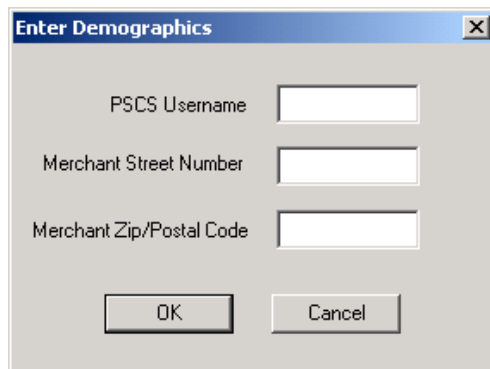 Enter Demographics
PSCS Username
Merchant Street Number
Merchant Zip/Postal Code
OK Cancel